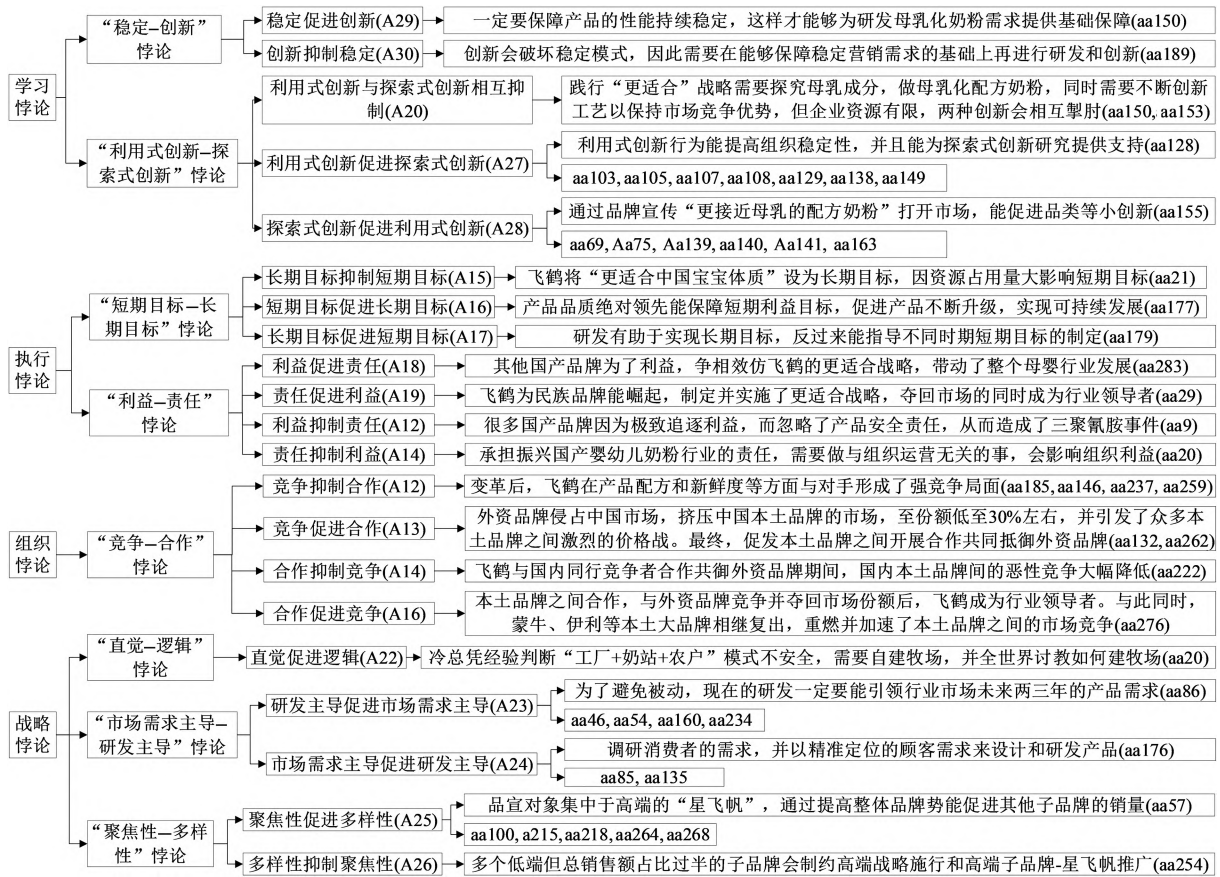 学习
悖论
“稳定—创新”
悖论
稳定促进创新(A29)
一定要保障产品的性能持续稳定，这样才能够为研发母乳化奶粉需求提供基础保障(aa150)
创新抑制稳定(A30)
创新会破坏稳定模式，因此需要在能够保障稳定营销需求的基础上再进行研发和创新(aa189)
“利用式创新—探
索式创新”悖论
利用式创新与探索式创新相互抑
制(A20)
践行“更适合”战略需要探究母乳成分，做母乳化配方奶粉，同时需要不断创新
工艺以保持市场竞争优势，但企业资源有限，两种创新会相互掣肘(aa150, aa153)
利用式创新促进探索式创新(A27)
利用式创新行为能提高组织稳定性，并且能为探索式创新研究提供支持(aa128)
aa103, aa105, aa107, aa108, aa129, aa138, aa149
探索式创新促进利用式创新(A28)
通过品牌宣传“更接近母乳的配方奶粉”打开市场，能促进品类等小创新(aa155)
aa69, Aa75, Aa139, aa140, Aa141, aa163
执行
悖论
“短期目标—长
期目标”悖论
长期目标抑制短期目标(A15)
飞鹤将“更适合中国宝宝体质”设为长期目标，因资源占用量大影响短期目标(aa21)
短期目标促进长期目标(A16)
产品品质绝对领先能保障短期利益目标，促进产品不断升级，实现可持续发展(aa177)
长期目标促进短期目标(A17)
研发有助于实现长期目标，反过来能指导不同时期短期目标的制定(aa179)
“利益—责任”
悖论
利益促进责任(A18)
其他国产品牌为了利益，争相效仿飞鹤的更适合战略，带动了整个母婴行业发展(aa283)
责任促进利益(A19)
飞鹤为民族品牌能崛起，制定并实施了更适合战略，夺回市场的同时成为行业领导者(aa29)
利益抑制责任(A12)
很多国产品牌因为极致追逐利益，而忽略了产品安全责任，从而造成了三聚氰胺事件(aa9)
责任抑制利益(A14)
承担振兴国产婴幼儿奶粉行业的责任，需要做与组织运营无关的事，会影响组织利益(aa20)
组织
悖论
“竞争—合作”
悖论
竞争抑制合作(A12)
变革后，飞鹤在产品配方和新鲜度等方面与对手形成了强竞争局面(aa185, aa146, aa237, aa259)
竞争促进合作(A13)
外资品牌侵占中国市场，挤压中国本土品牌的市场，至份额低至30%左右，并引发了众多本
土品牌之间激烈的价格战。最终，促发本土品牌之间开展合作共同抵御外资品牌(aa132, aa262)
合作抑制竞争(A14)
飞鹤与国内同行竞争者合作共御外资品牌期间，国内本土品牌间的恶性竞争大幅降低(aa222)
合作促进竞争(A16)
本土品牌之间合作，与外资品牌竞争并夺回市场份额后，飞鹤成为行业领导者。与此同时，
蒙牛、伊利等本土大品牌相继复出，重燃并加速了本土品牌之间的市场竞争(aa276)
战略
悖论
“直觉—逻辑”
悖论
直觉促进逻辑(A22)
冷总凭经验判断“工厂+奶站+农户”模式不安全，需要自建牧场，并全世界讨教如何建牧场(aa20)
“市场需求主导—
研发主导”悖论
研发主导促进市场需求主导(A23)
为了避免被动，现在的研发一定要能引领行业市场未来两三年的产品需求(aa86)
aa46, aa54, aa160, aa234
市场需求主导促进研发主导(A24)
调研消费者的需求，并以精准定位的顾客需求来设计和研发产品(aa176)
aa85, aa135
“聚焦性—多样
性”悖论
聚焦性促进多样性(A25)
品宣对象集中于高端的“星飞帆”，通过提高整体品牌势能促进其他子品牌的销量(aa57)
aa100, a215, aa218, aa264, aa268
多样性抑制聚焦性(A26)
多个低端但总销售额占比过半的子品牌会制约高端战略施行和高端子品牌-星飞帆推广(aa254)